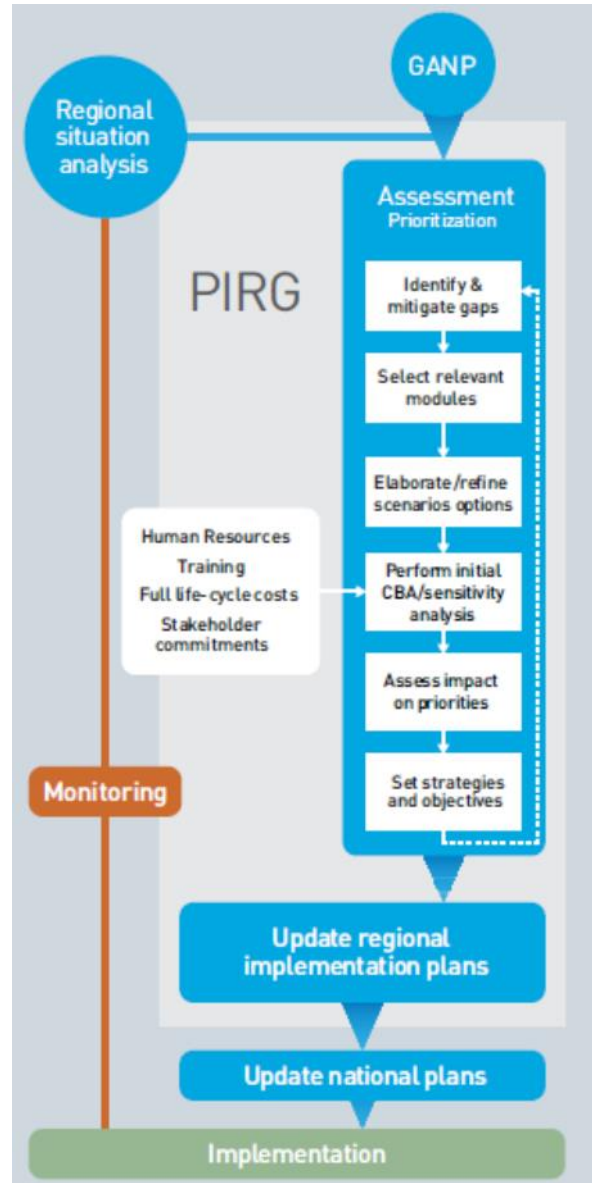 GANP
Regional
situation
analysis
Assessment
Prioritization
PIRG
Identify &
mitigate gaps
Select relevant
modules
Elaborate/refine
scenarios options
Human Resources
Training
Full life-cycle costs
Stakeholder
commitments
Perform initial
CBA/sensitivity
analysis
Assess impact
on priorities
Monitoring
Set strategies
and objectives
Update regional
implementation plans
Update national plans
Implementation